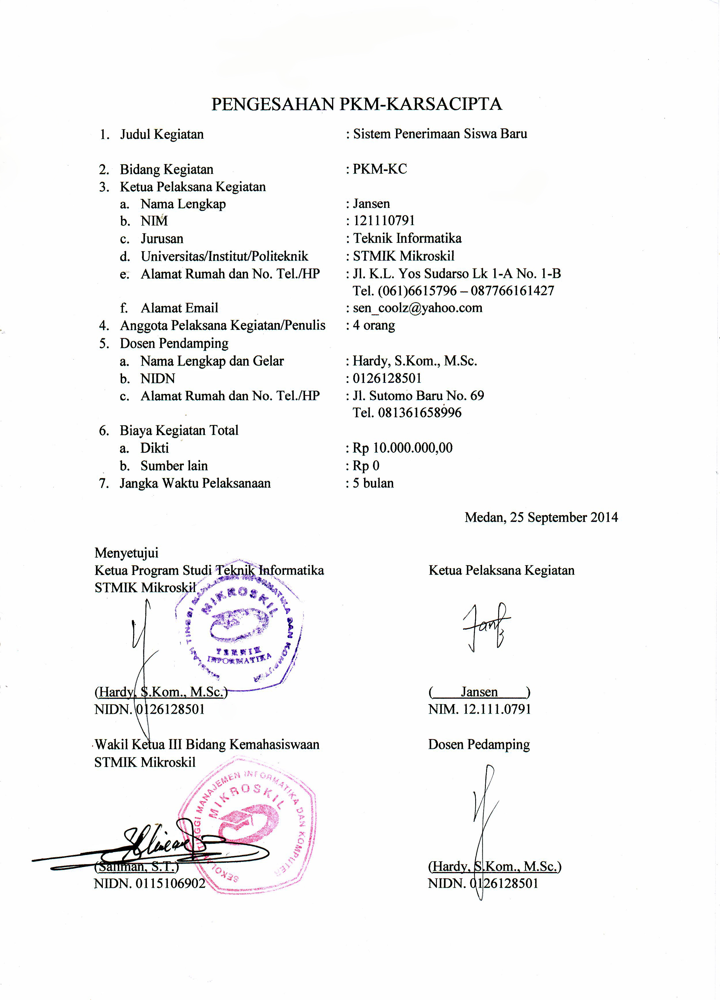 PENGESAHAN PKM-KARSACIPTA
1. Judul Kegiatan : Sistem Penerimaan Siswa Baru
2. Bidang Kegiatan : PKM-KC
3. Ketua Pelaksana Kegiatan
a. Nama Lengkap : Jansen
b. NIM : 121110791
c. Jurusan : Teknik Informatika
d. Universitas/Institut/Politeknik : STMIK Mikroskil
e. Alamat Rumah dan No. Tel./HP : Jl. K.L. Yos Sudarso Lk 1-A No. 1-B
Tel. (061)6615796 – 087766161427
f. Alamat Email : sen_coolz@yahoo.com
4. Anggota Pelaksana Kegiatan/Penulis : 4 orang
5. Dosen Pendamping
a. Nama Lengkap dan Gelar : Hardy, S.Kom., M.Sc.
b. NIDN : 0126128501
c. Alamat Rumah dan No. Tel./HP : Jl. Sutomo Baru No. 69
Tel. 081361658996
6. Biaya Kegiatan Total
a. Dikti : Rp 10.000.000,00
b. Sumber lain : Rp 0
7. Jangka Waktu Pelaksanaan : 5 bulan
Medan, 25 September 2014
Menyetujui
Ketua Program Studi Teknik Informatika Ketua Pelaksana Kegiatan
STMIK Mikroskil
TINGGI MANAJEMEN INFORMATIKA DAN KOMPUTER
MIKROSKIL
TEKNIK
INFORMATIKA
(Hardy, S.Kom., M.Sc.) ( Jansen )
NIDN. 0126128501 NIM. 12.111.0791
Wakil Ketua III Bidang Kemahasiswaan Dosen Pedamping
STMIK Mikroskil
SEKOLAH TINGGI MANAJEMEN INFORMATIKA DAN KOMPUTER
MIKROSKIL
(Saliman, S.T.) (Hardy, S.Kom., M.Sc.)
NIDN. 0115106902 NIDN. 0126128501